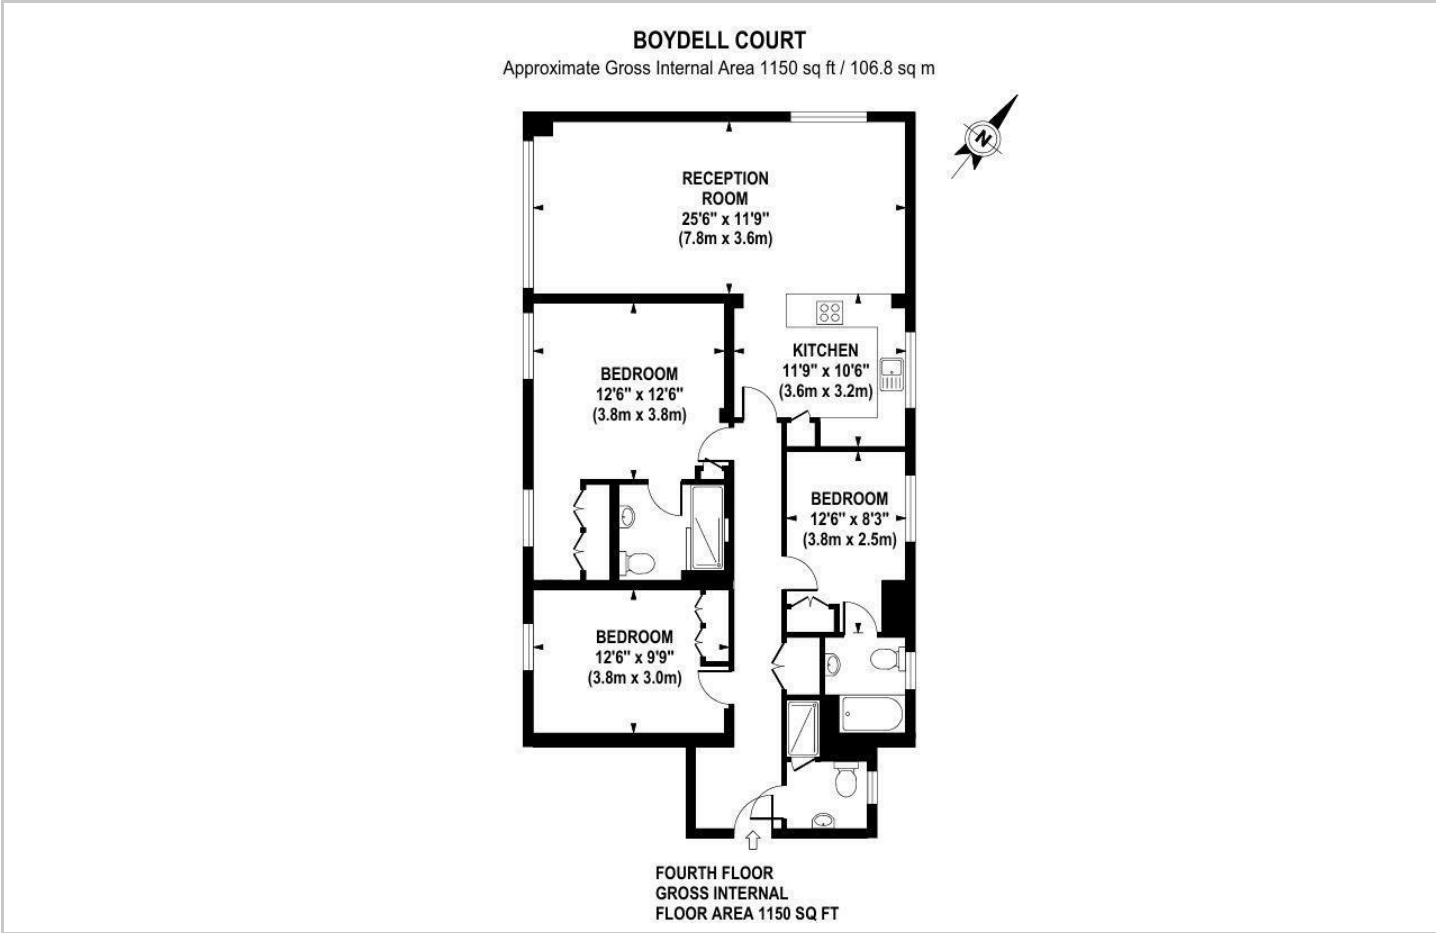 BOYDELL COURT
Approximate Gross Internal Area 1150 sq ft / 106.8 sq m
N
RECEPTION
ROOM
25'6" x 11'9"
(7.8m x 3.6m)
KITCHEN
11'9" x 10'6"
(3.6m x 3.2m)
BEDROOM
12'6" x 12'6"
(3.8m x 3.8m)
BEDROOM
12'6" x 8'3"
(3.8m x 2.5m)
BEDROOM
12'6" x 9'9"
(3.8m x 3.0m)
FOURTH FLOOR
GROSS INTERNAL
FLOOR AREA 1150 SQ FT